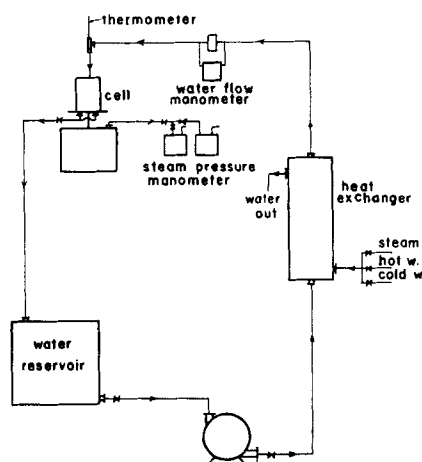 thermometer
cell
water flow
manometer
steam pressure
manometer
water
out
heat
exchanger
steam
hot w.
cold w
water
reservoir